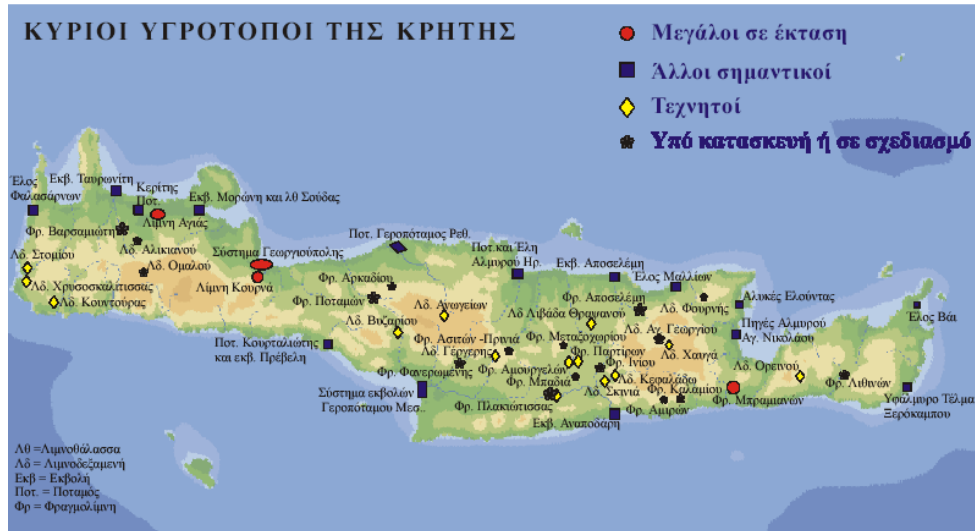 ΚΥΡΙΟΙ ΥΓΡΟΤΟΠΟΙ ΤΗΣ ΚΡΗΤΗΣ
Μεγάλοι σε έκταση
Άλλοι σημαντικοί
Τεχνητοί
Υπό κατασκευή ή σε σχεδιασμό
Έλος
Φαλασάρνων
Εκβ. Ταυρωνίτη
Κερίτης
Ποτ.
Εκβ. Μορώνη και λθ Σούδας
Λίμνη Αγιάς
Φρ. Βαρσαμιώτη
Λδ. Αλικιανού
Λδ. Ομαλού
Λδ. Στομίου
Λδ. Χρυσοσκαλίτισσας
Λδ. Κουντούρας
Σύστημα Γεωργιούπολης
Λίμνη Κουρνά
Ποτ. Γεροπόταμος Ρεθ.
Φρ. Αρκαδίου
Φρ. Ποταμών
Λδ. Ανωγείων
Λδ. Βυζαρίου
Ποτ.και Έλη
Αλμυρού Ηρ.
Εκβ. Αποσελέμη
Έλος Μαλλίων
Φρ. Αποσελέμη
Λδ. Φουρνής
Αλυκές Ελούντας
Έλος Βάι
Λδ Λιβάδα Θραψανού
Λδ. Αγ. Γεωργίου
Πηγές Αλμυρού
Αγ. Νικολάου
Φρ. Ασιτών -Πρινιά
Φρ. Μεταξοχωρίου
Λδ. Χαυγά
Ποτ. Κουρταλιώτης
και εκβ. Πρέβελη
Λδ. Γέργερης
Φρ. Παρτίρων
Φρ. Ινίου
Λδ. Ορεινού
Φρ. Φανερωμένης
Φρ. Αμουργελών
Φρ. Μπαδιά
Λδ. Κεφαλάδω
Φρ. Λιθινών
Σύστημα εκβολών
Γεροπόταμου Μεσ..
Λδ. Σκινιά
Φρ. Καλαμίου
Φρ. Μπραμιανών
Υφάλμυρο Τέλμα
Ξερόκαμπου
Φρ. Πλακιώτισσας
Φρ. Αμιρών
Εκβ. Αναποδάρη
Λθ =Λιμνοθάλασσα
Λδ =Λιμνοδεξαμενή
Εκβ = Εκβολή
Ποτ. = Ποταμός
Φρ = Φραγμολίμνη